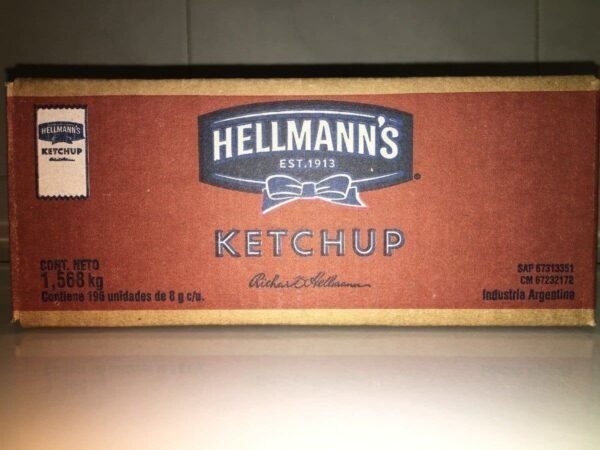 HELLMANN'S
KETCHUP
HELLMANN'S
EST.1913
KETCHUP
Richard Hellmann
CONT. NETO
1,568 kg
Contiene 196 unidades de 8 g c/u.
SAP 67313351
CM 67232172
Industria Argentina